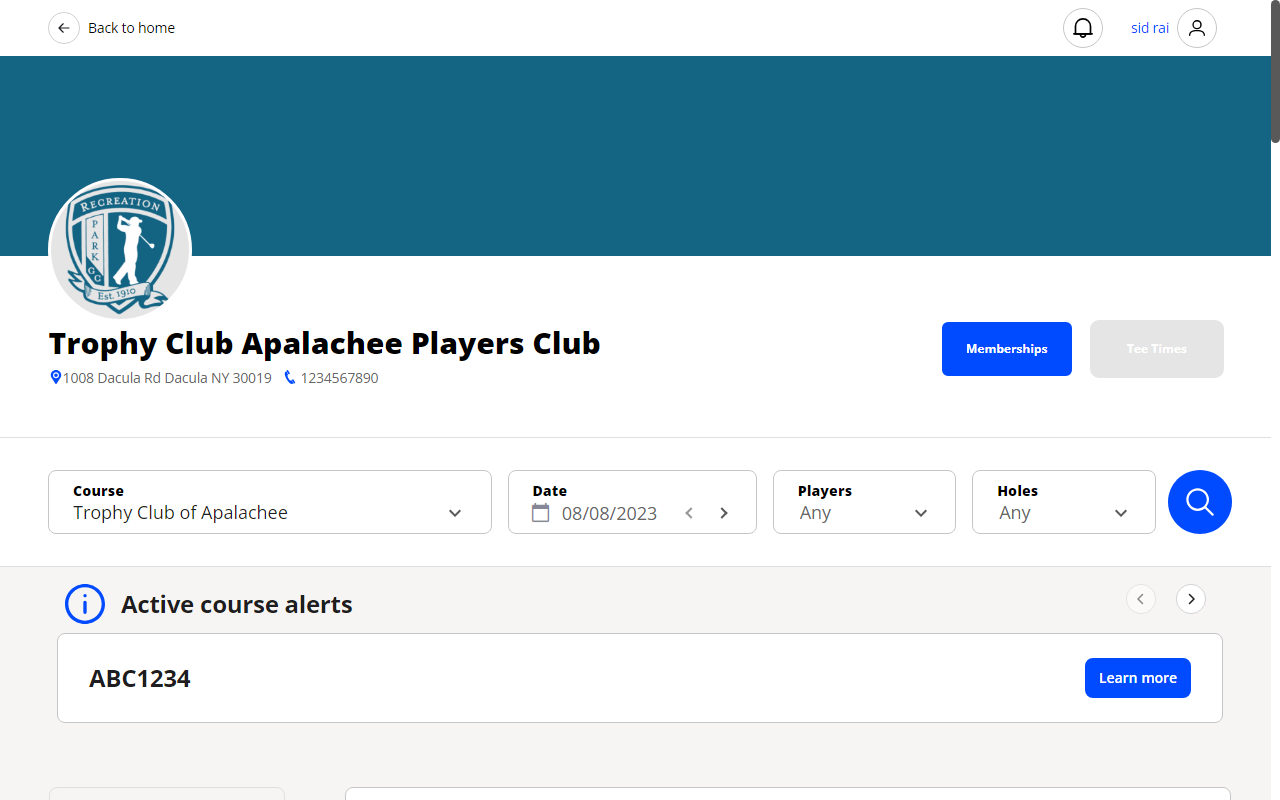 Back to home
sid rai
RECREATION
PARK
GC
Est. 1910
Trophy Club Apalachee Players Club
1008 Dacula Rd Dacula NY 30019 1234567890
Memberships
Tee Times
Course
Trophy Club of Apalachee
Date
08/08/2023
Players
Any
Holes
Any
Active course alerts
ABC1234
Learn more